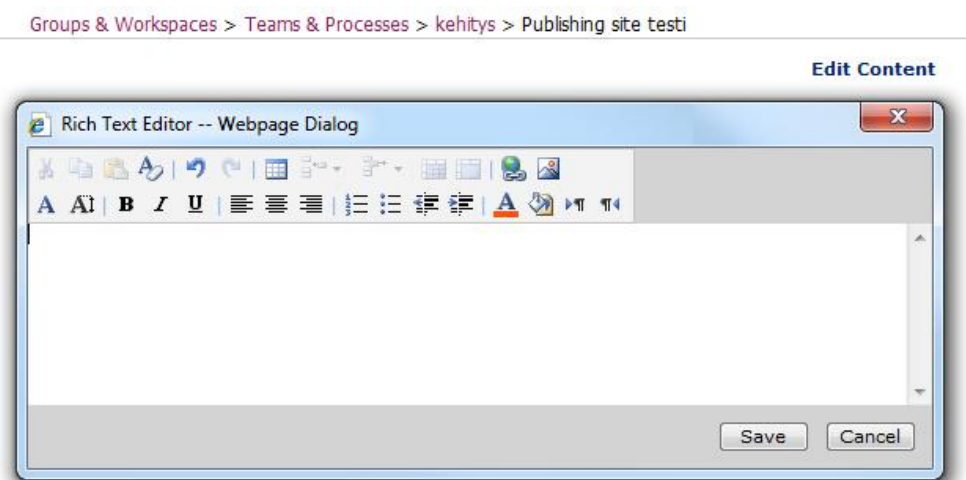 Groups & Workspaces > Teams & Processes > kehitys > Publishing site testi
Edit Content
Rich Text Editor -- Webpage Dialog
A A B I U A
Save Cancel